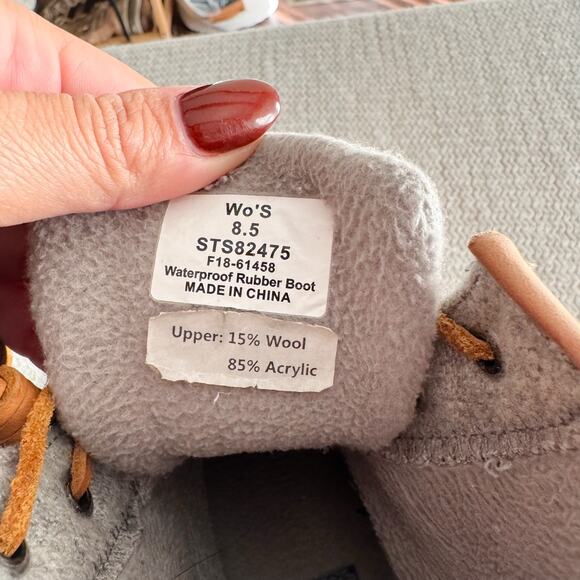 Wo'S
8.5
STS82475
F18-61458
Waterproof Rubber Boot
MADE IN CHINA
Upper: 15% Wool
85% Acrylic